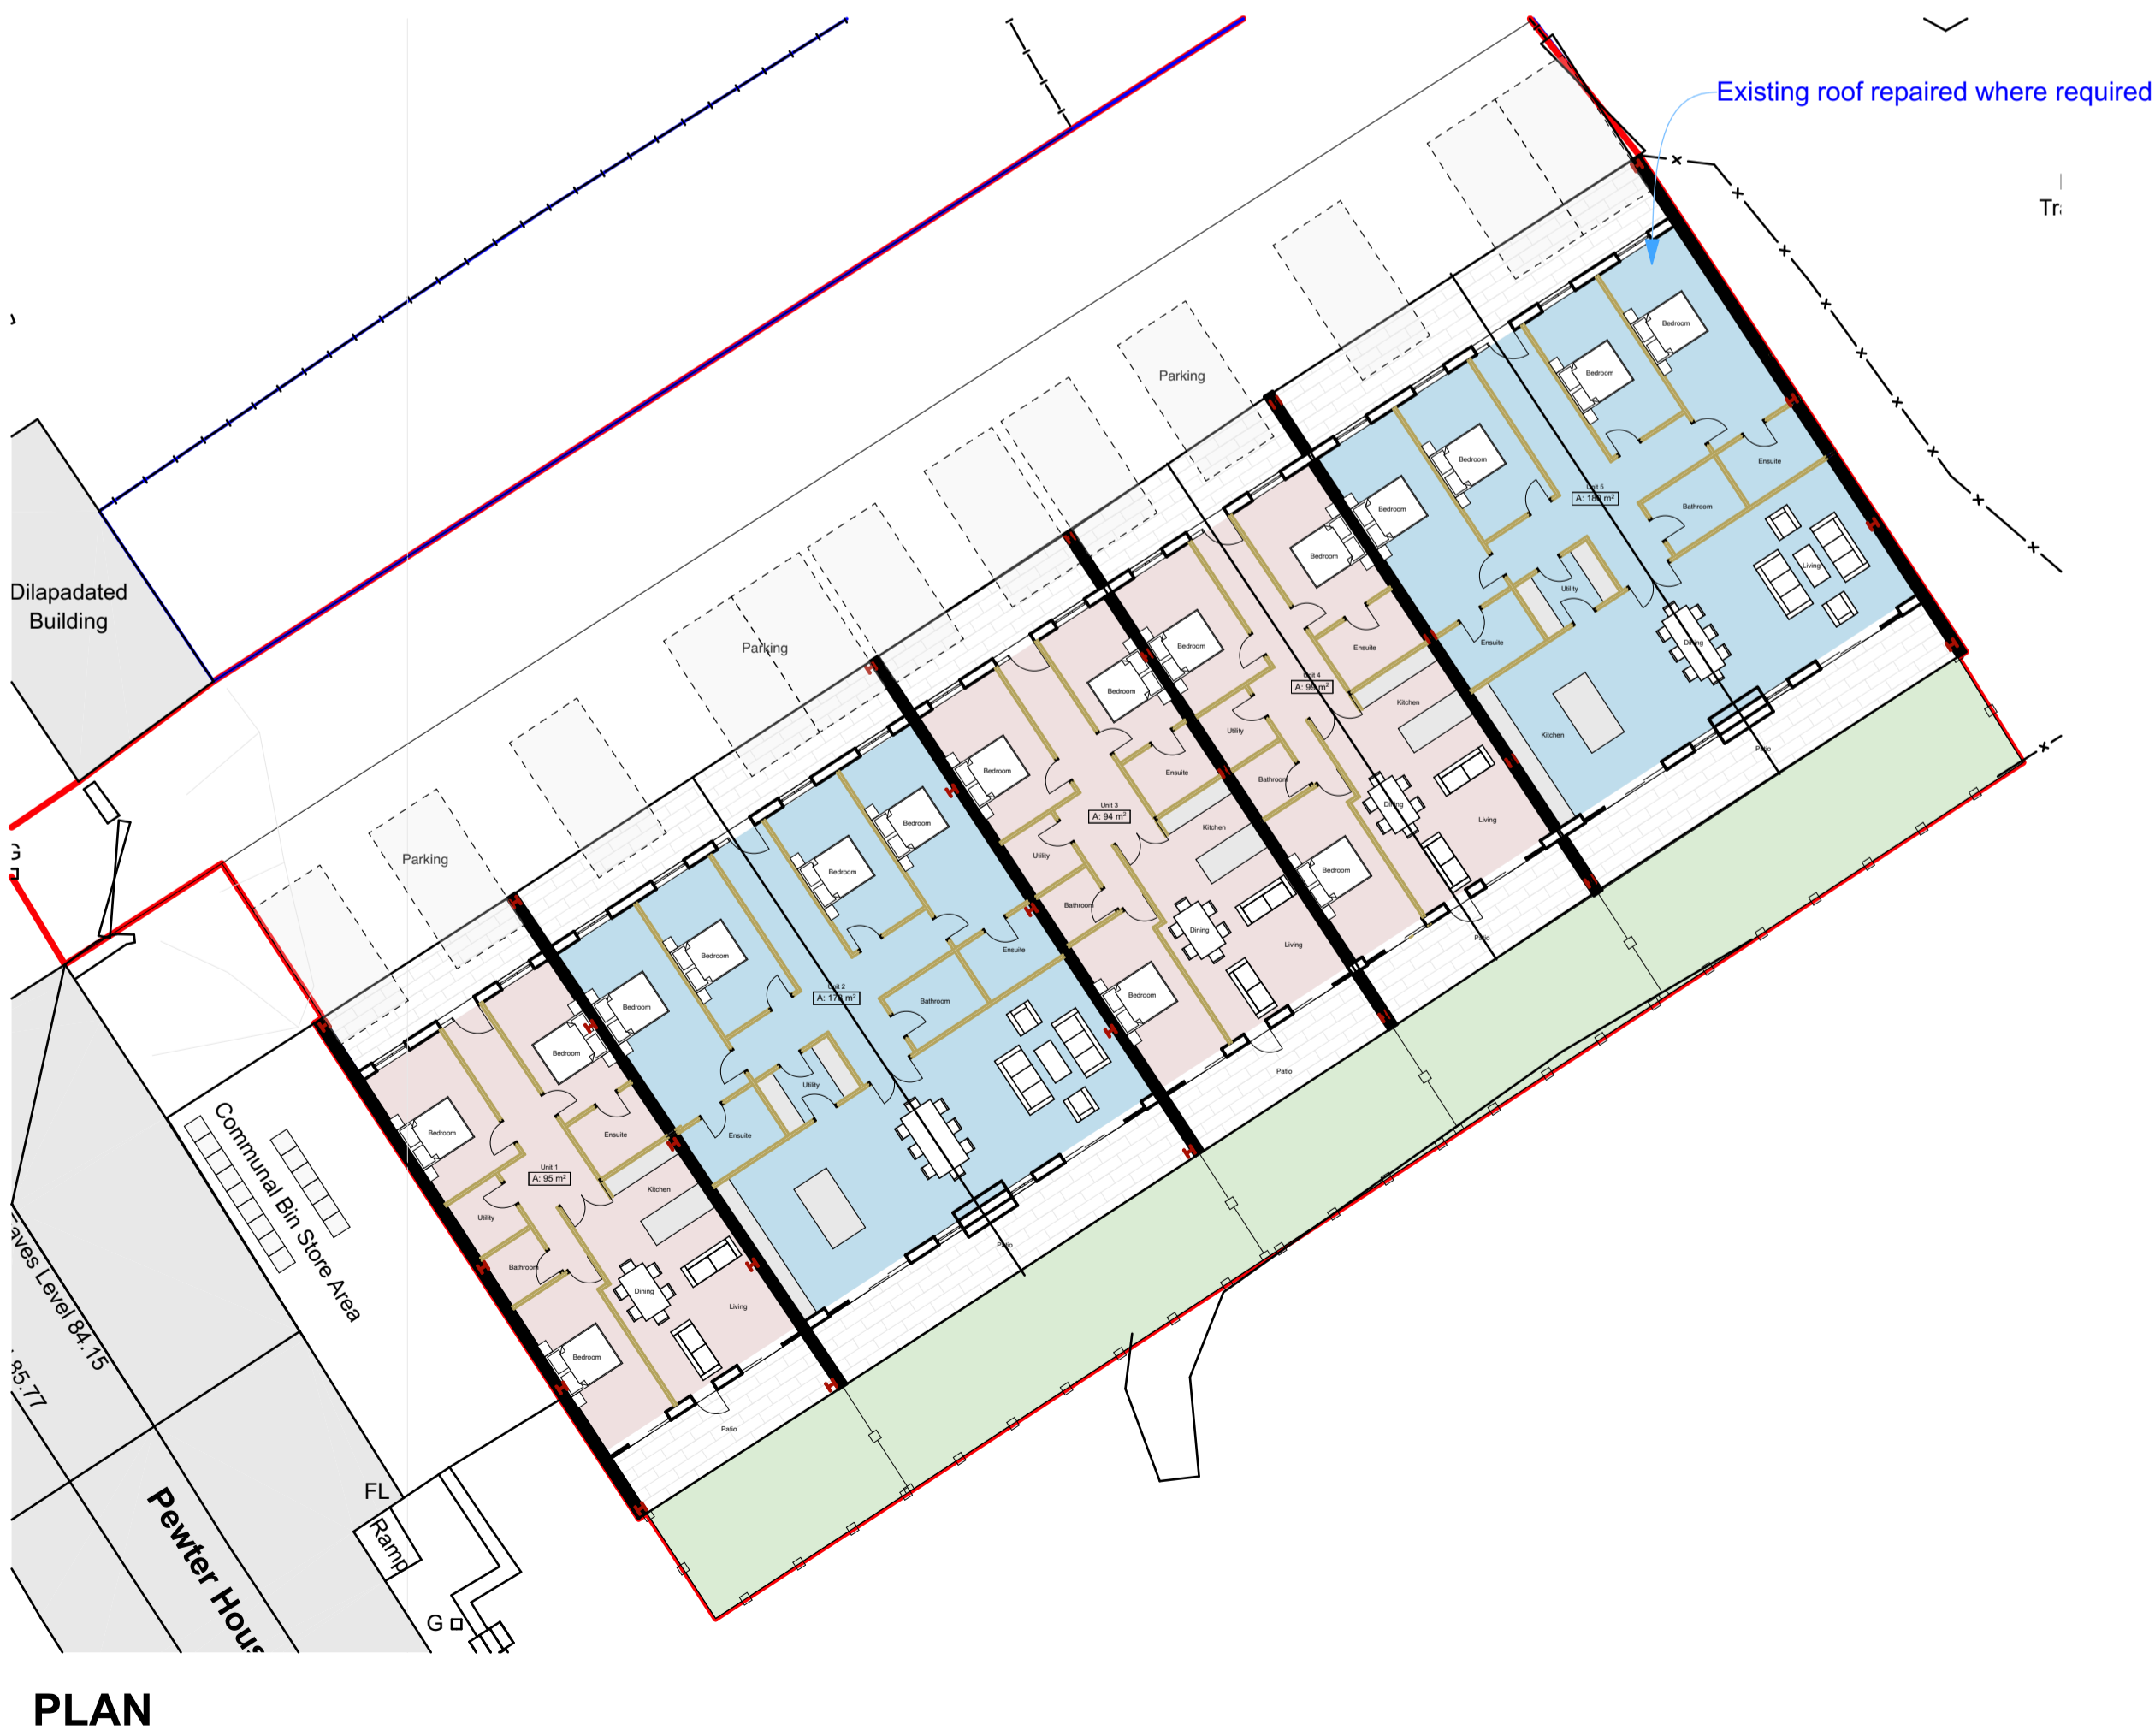 Existing roof repaired where required
Parking
Parking
Parking
Dilapadated
Building
G
Communal Bin Store Area
Eaves Level 84.15
85.77
Pewter Hous
FL
Ramp
G
Unit 1
A: 95 m²
Bedroom
Bedroom
Ensuite
Utility
Kitchen
Bathroom
Dining
Living
Bedroom
Patio
Unit 2
Bedroom
Bedroom
Bedroom
Bedroom
Ensuite
Bathroom
Utility
Ensuite
Patio
Unit 3
A: 94 m²
Bedroom
Bedroom
Ensuite
Utility
Kitchen
Bathroom
Dining
Living
Bedroom
Patio
Unit 4
A: 99 m²
Bedroom
Bedroom
Ensuite
Utility
Kitchen
Bathroom
Dining
Living
Bedroom
Patio
Unit 5
Bedroom
Bedroom
Bedroom
Bedroom
Ensuite
Bathroom
Utility
Ensuite
Living
Dining
Kitchen
Patio
PLAN